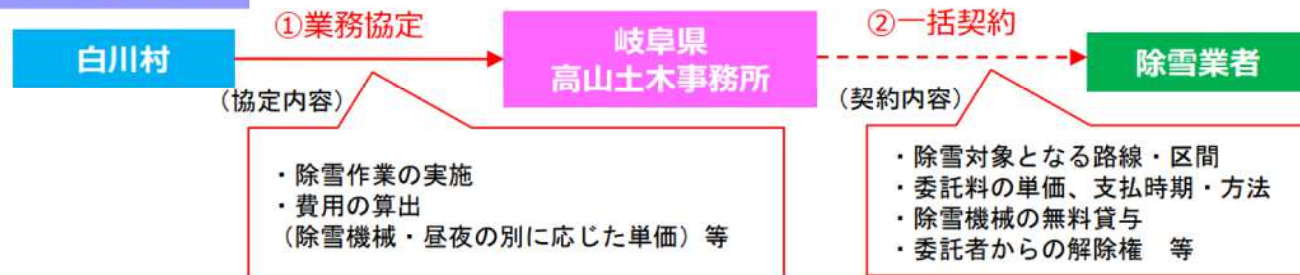 ①業務協定
②一括契約
白川村
岐阜県
高山土木事務所
除雪業者
(協定内容)
(契約内容)
・除雪作業の実施
・費用の算出
(除雪機械・昼夜の別に応じた単価)等
・除雪対象となる路線・区間
・委託料の単価、支払時期・方法
・除雪機械の無料貸与
・委託者からの解除権　等